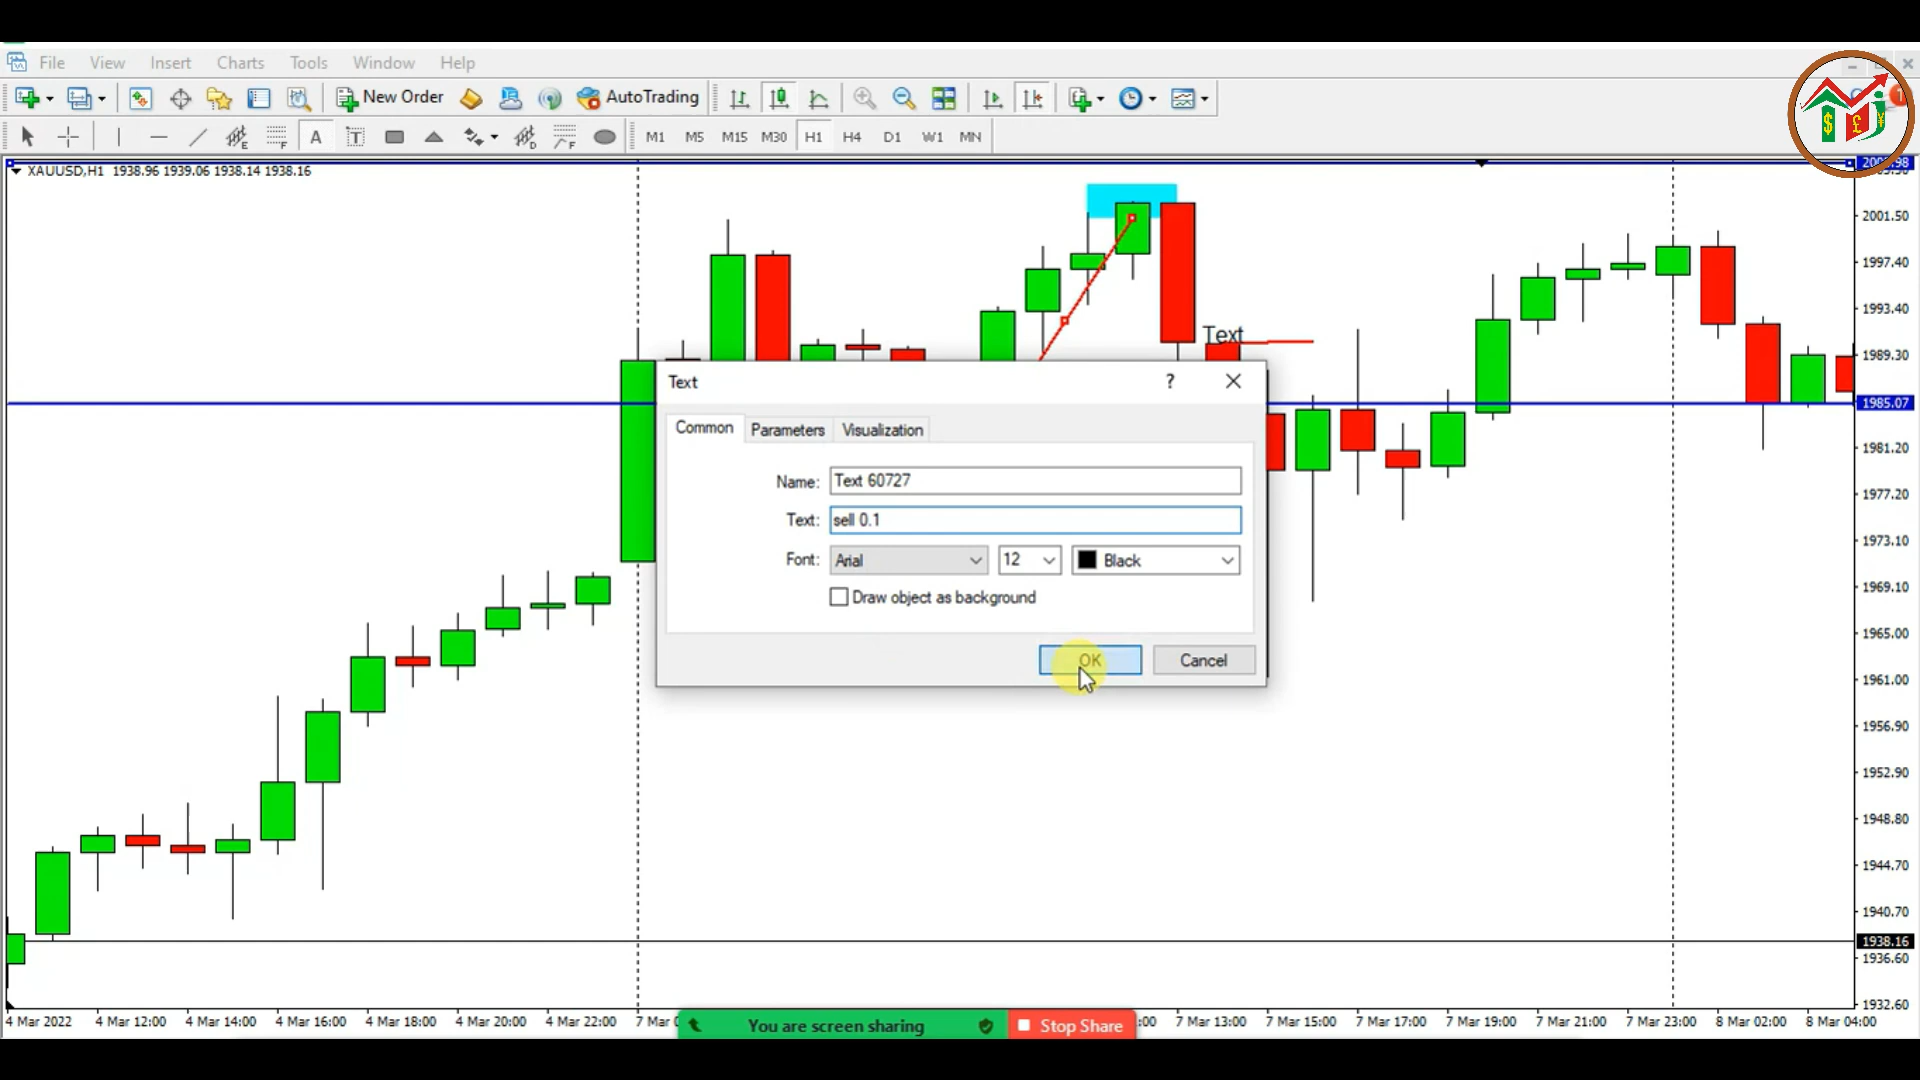 File View Insert Charts Tools Window Help
New Order AutoTrading
A T M1 M5 M15 M30 H1 H4 D1 W1 MN
XAUUSD,H1 1938.96 1939.06 1938.14 1938.16
2001.50
1997.40
1993.40
Text
1989.30
Text ?
1985.07
Common Parameters Visualization
1981.20
Name: Text 60727
1977.20
Text: sell 0.1
1973.10
Font: Arial 12 Black
1969.10
Draw object as background
1965.00
OK Cancel
1961.00
1956.90
1952.90
1948.80
1944.70
1940.70
1938.16
1936.60
1932.60
4 Mar 2022 4 Mar 12:00 4 Mar 14:00 4 Mar 16:00 4 Mar 18:00 4 Mar 20:00 4 Mar 22:00 7 Mar You are screen sharing Stop Share :00 7 Mar 13:00 7 Mar 15:00 7 Mar 17:00 7 Mar 19:00 7 Mar 21:00 7 Mar 23:00 8 Mar 02:00 8 Mar 04:00